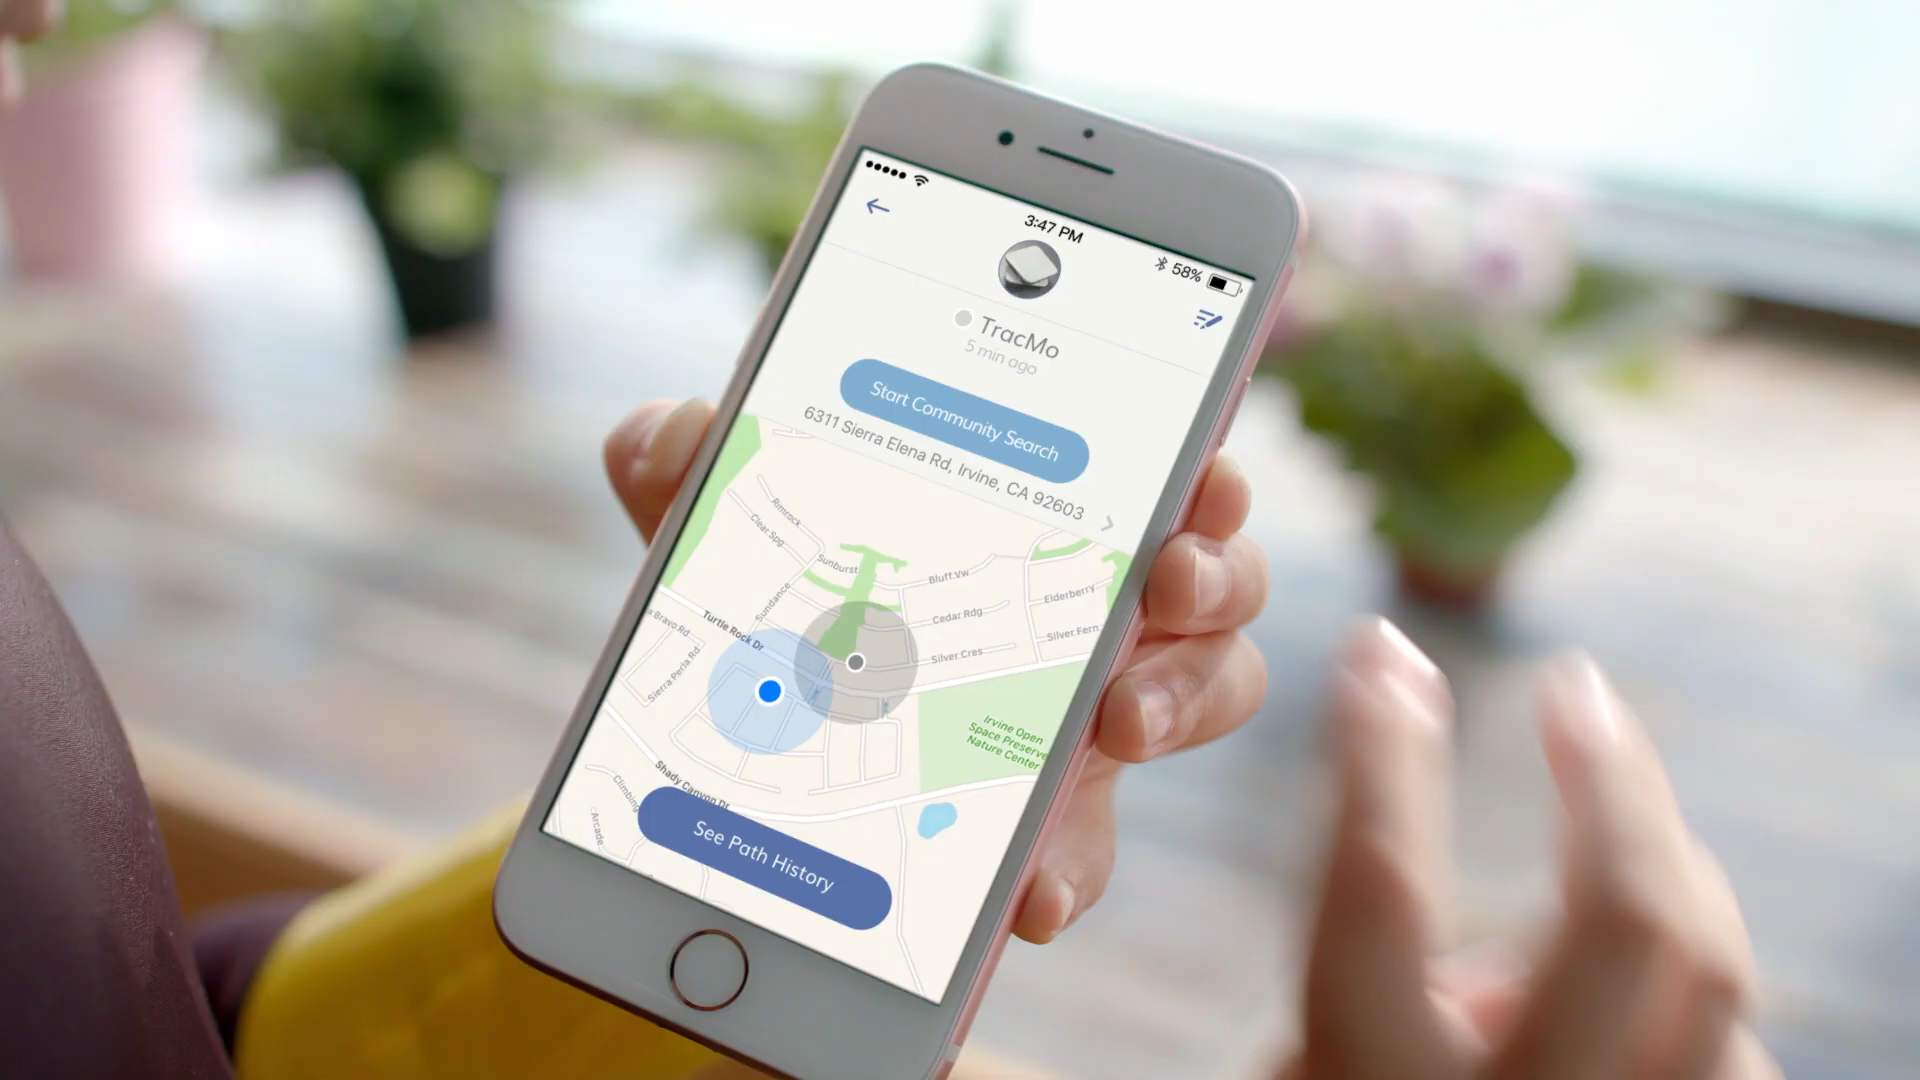 3:47 PM
58%
TracMo
5 min ago
Start Community Search
6311 Sierra Elena Rd, Irvine, CA 92603
Rimrock
Clear Spg
Sunburst
Sundance
Bluff Vw
Elderberry
Cedar Rdg
Silver Fern
Silver Cres
Turtle Rock Dr
Bravo Rd
Sierra Perla Rd
Irvine Open
Space Preserve
Nature Center
Shady Canyon Dr
Climbing
Arcade
See Path History